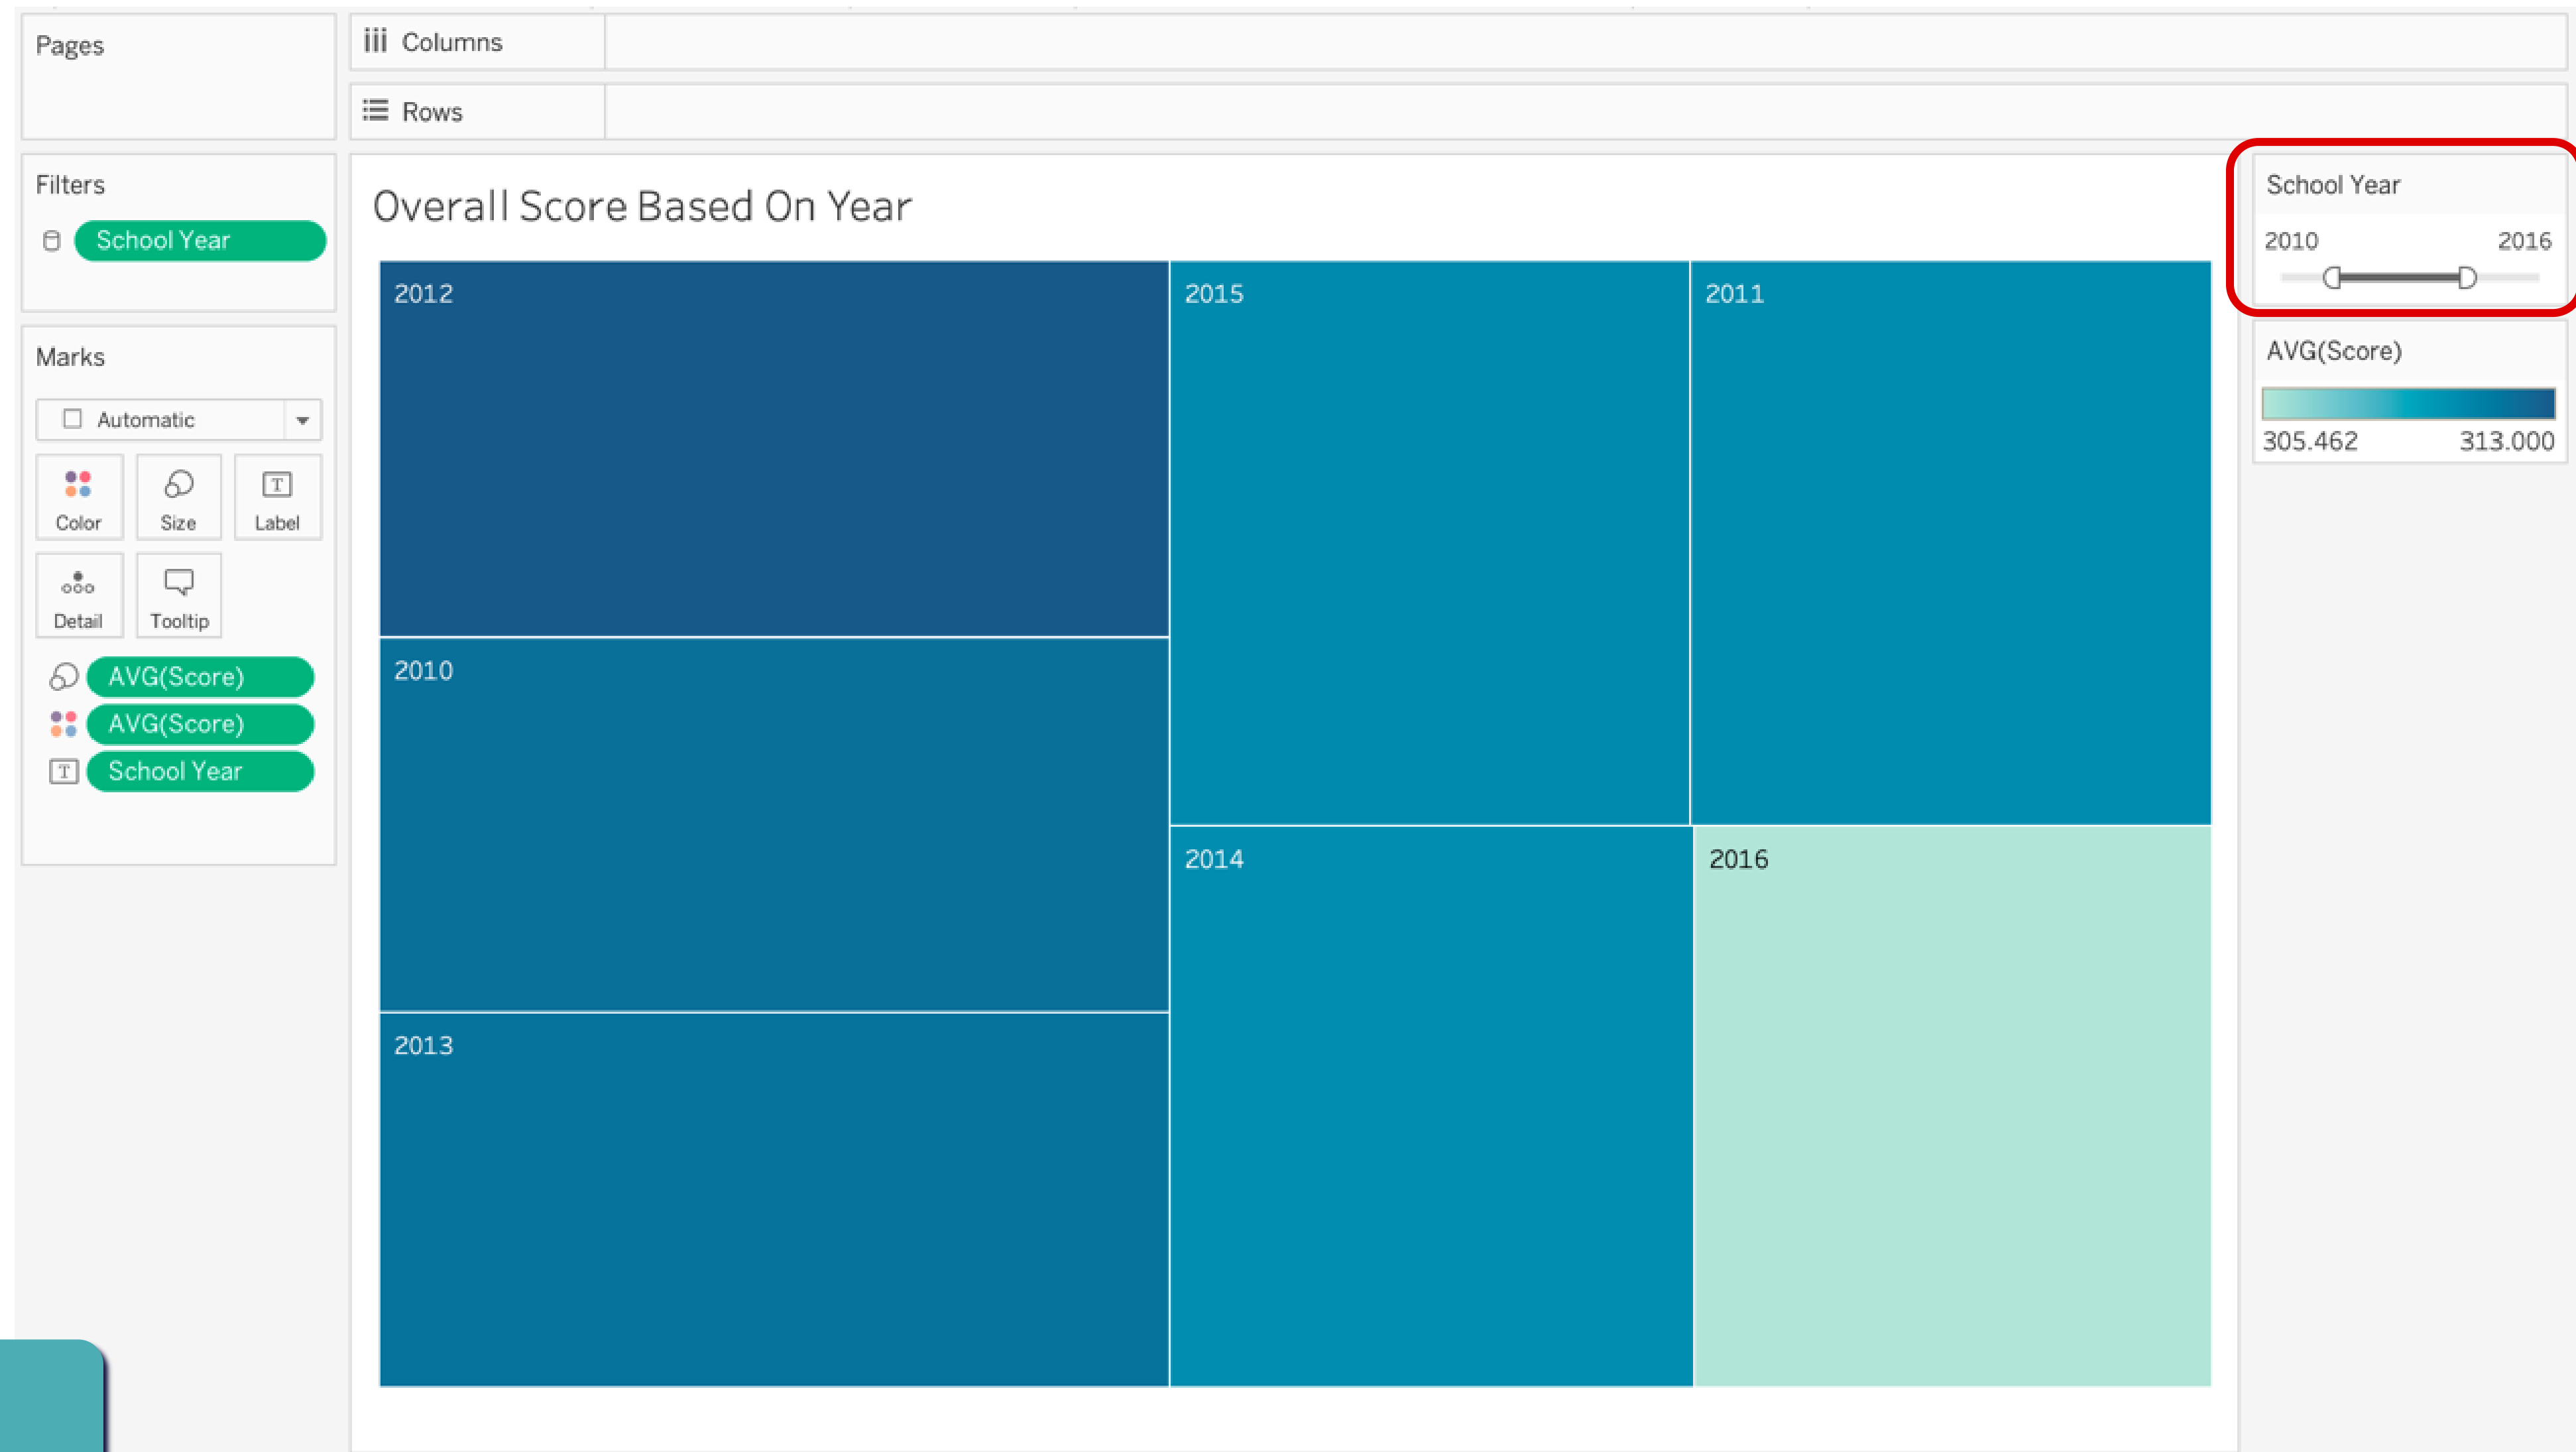 Pages
Columns
Rows
Filters
School Year
Marks
Automatic
Color Size Label
Detail Tooltip
AVG(Score)
AVG(Score)
T School Year
Overall Score Based On Year
2012
2010
2013
2015
2011
2014
2016
School Year
2010 2016
AVG(Score)
305.462 313.000